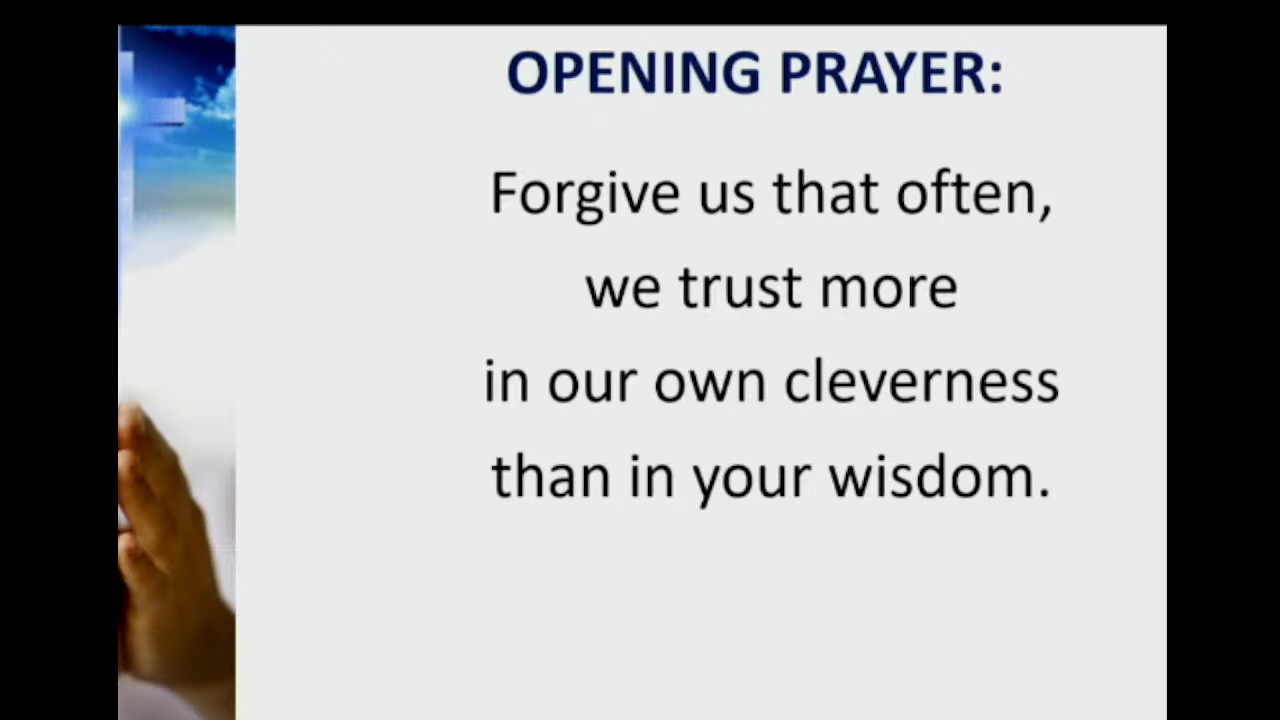 OPENING PRAYER:
Forgive us that often,
we trust more
in our own cleverness
than in your wisdom.